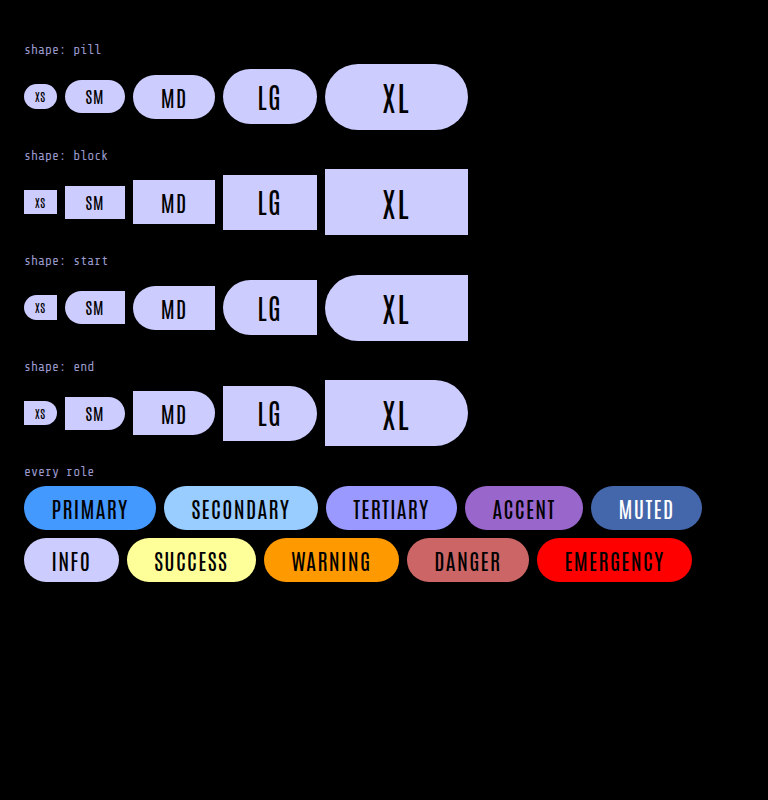 shape: pill
XS SM MD LG XL
shape: block
XS SM MD LG XL
shape: start
XS SM MD LG XL
shape: end
XS SM MD LG XL
every role
PRIMARY SECONDARY TERTIARY ACCENT MUTED
INFO SUCCESS WARNING DANGER EMERGENCY